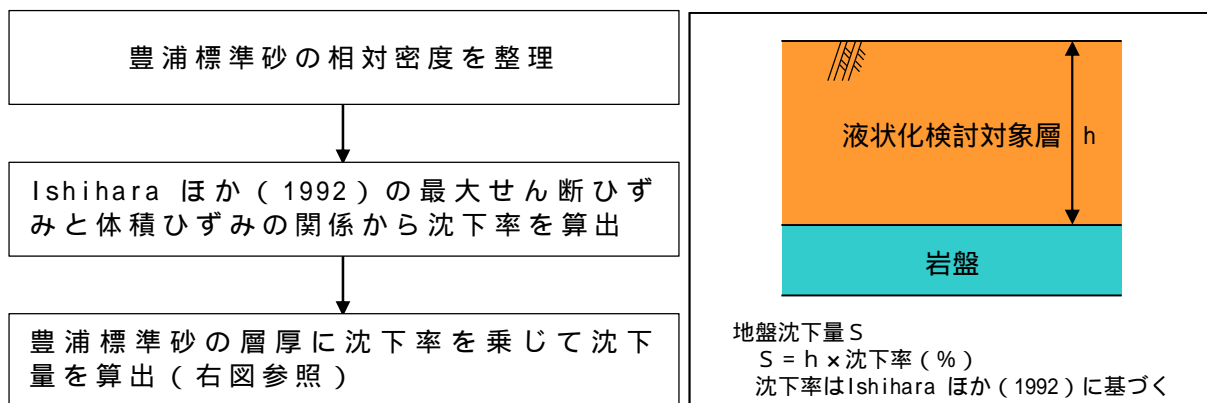 豊浦標準砂の相対密度を整理
Ishihara ほか(1992)の最大せん断ひず
みと体積ひずみの関係から沈下率を算出
豊浦標準砂の層厚に沈下率を乗じて沈下
量を算出(右図参照)
液状化検討対象層
h
岩盤
地盤沈下量S
S=h×沈下率(%)
沈下率はIshihara ほか(1992)に基づく